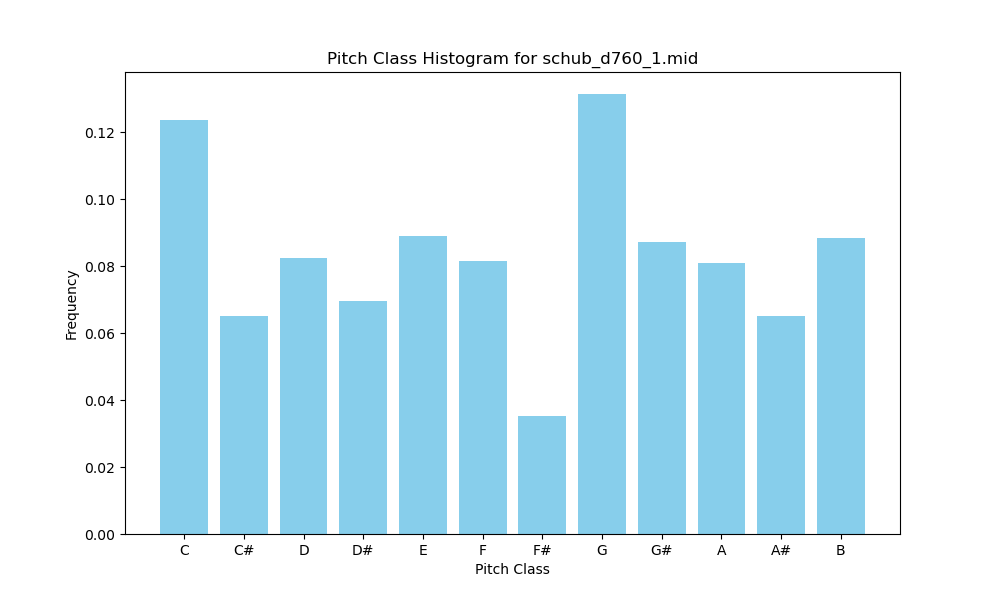 Pitch Class Histogram for schub_d760_1.mid
Frequency
0.12
0.10
0.08
0.06
0.04
0.02
0.00
C C# D D# E F F# G G# A A# B
Pitch Class